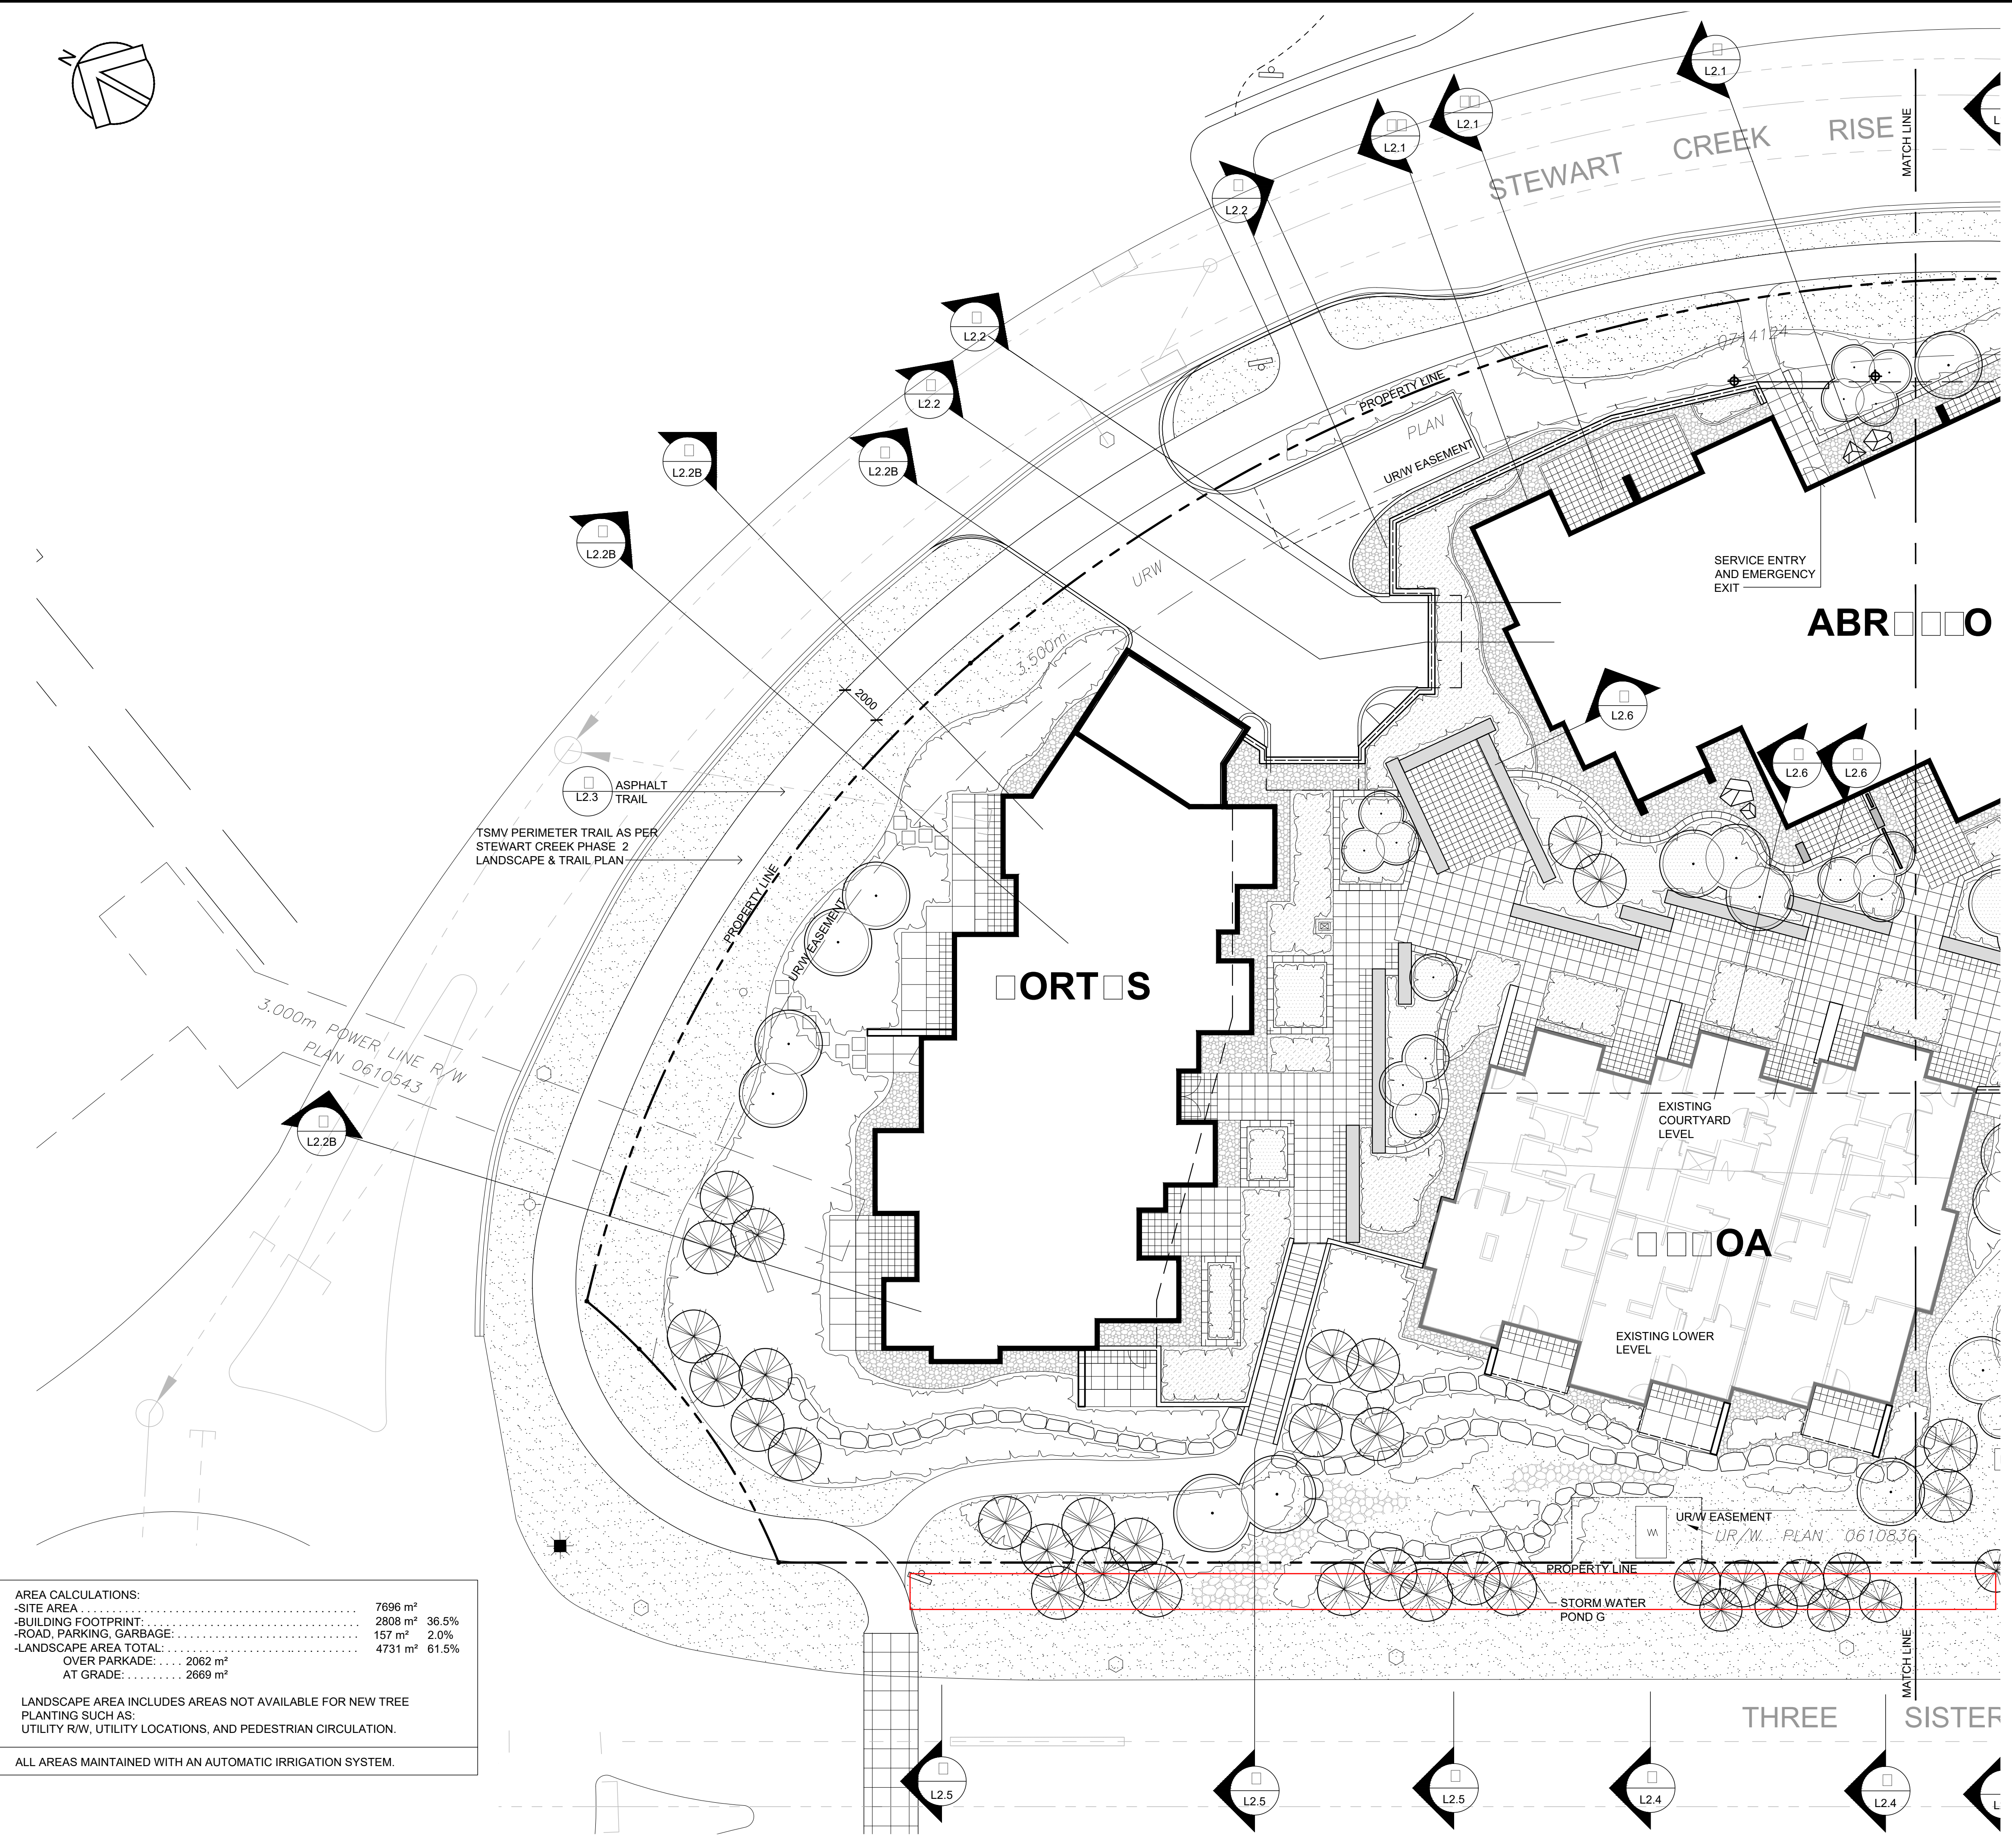 N
L2.1
L2.1
L2.1
L2.2
STEWART CREEK RISE
MATCH LINE
L2.2
L2.2
L2.2B
L2.2B
L2.2B
0714124
PROPERTY LINE
PLAN
UR/W EASEMENT
URW
3.500m
2000
SERVICE ENTRY
AND EMERGENCY
EXIT
ABR□□□O
L2.6
L2.6
L2.6
L2.3
ASPHALT
TRAIL
TSMV PERIMETER TRAIL AS PER
STEWART CREEK PHASE 2
LANDSCAPE & TRAIL PLAN
PROPERTY LINE
UR/W EASEMENT
□ORT□S
3.000m POWER LINE R/W
PLAN 0610543
L2.2B
EXISTING
COURTYARD
LEVEL
□□□OA
EXISTING LOWER
LEVEL
UR/W EASEMENT
UR/W PLAN 0610836
PROPERTY LINE
STORM WATER
POND G
MATCH LINE
AREA CALCULATIONS:
-SITE AREA 7696 m²
-BUILDING FOOTPRINT: 2808 m² 36.5%
-ROAD, PARKING, GARBAGE: 157 m² 2.0%
-LANDSCAPE AREA TOTAL: 4731 m² 61.5%
OVER PARKADE: . . . . 2062 m²
AT GRADE: . . . . . . . . . 2669 m²
LANDSCAPE AREA INCLUDES AREAS NOT AVAILABLE FOR NEW TREE
PLANTING SUCH AS:
UTILITY R/W, UTILITY LOCATIONS, AND PEDESTRIAN CIRCULATION.
ALL AREAS MAINTAINED WITH AN AUTOMATIC IRRIGATION SYSTEM.
THREE SISTER
L2.5
L2.5
L2.5
L2.4
L2.4